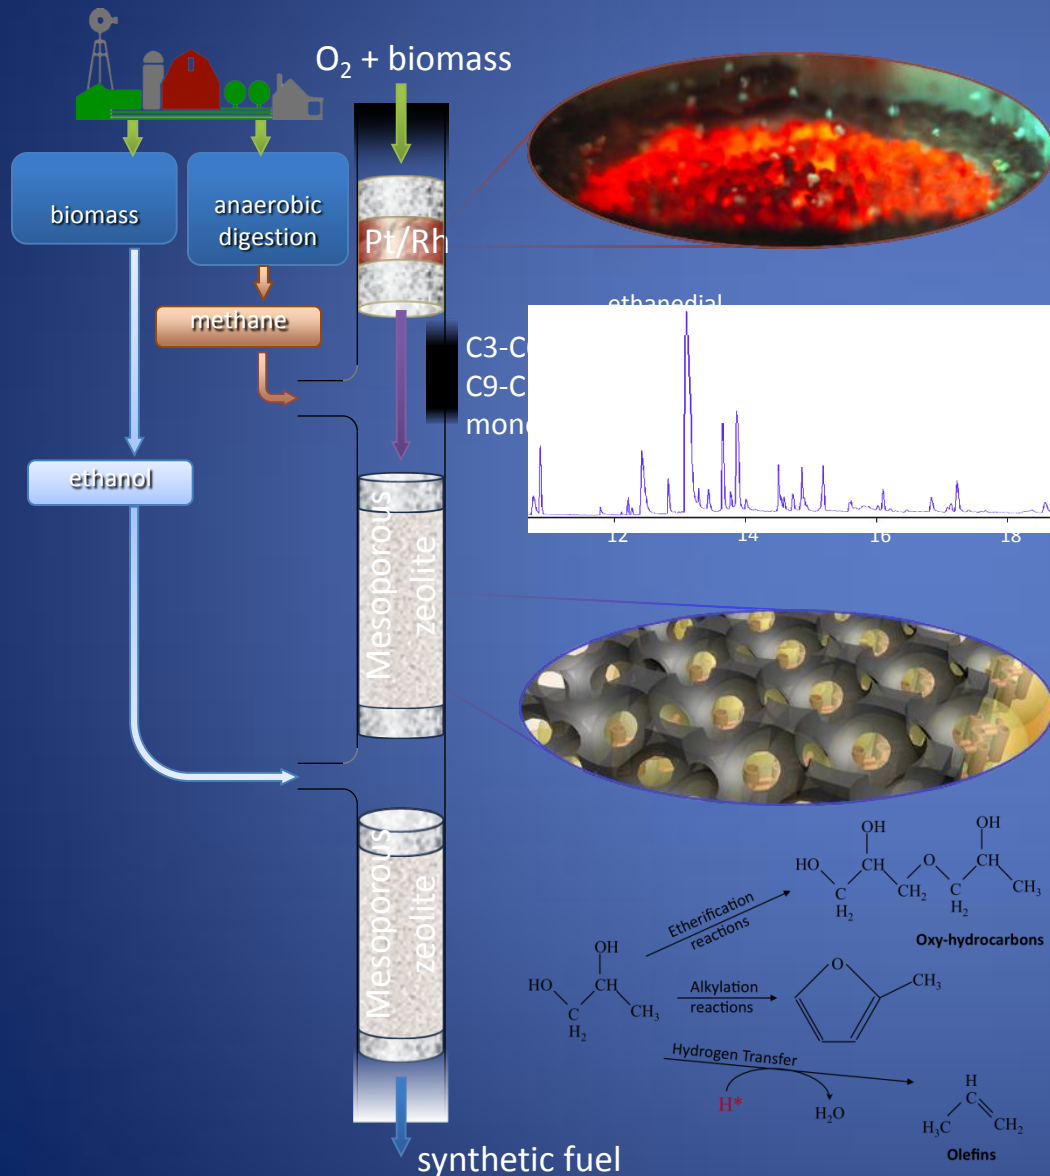 O₂ + biomass
biomass
anaerobic
digestion
Pt/Rh
methane
ethanedial
C9-C
ethanol
12
14
16
18
Mesoporous
zeolite
Mesoporous
zeolite
OH
OH
HO
CH
O
CH
C
H₂
CH₂
C
H₂
CH₃
Etherification
reactions
Oxy-hydrocarbons
OH
HO
CH
C
H₂
CH₃
Alkylation
reactions
O
CH₃
Hydrogen Transfer
H*
H₂O
H
C
H₃C
CH₂
Olefins
synthetic fuel